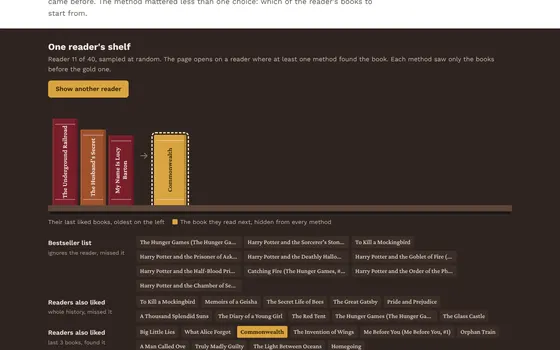 came before. The method mattered less than one choice: which of the reader's books to
start from.
One reader's shelf
Reader 11 of 40, sampled at random. The page opens on a reader where at least one method found the book. Each method saw only the books
before the gold one.
Show another reader
The Underground Railroad
The Husband's Secret
My Name Is Lucy
Barton
→
Commonwealth
Their last liked books, oldest on the left
The book they read next, hidden from every method
Bestseller list
ignores the reader, missed it
The Hunger Games (The Hunger Ga...
Harry Potter and the Sorcerer's Ston...
To Kill a Mockingbird
Harry Potter and the Prisoner of Azk...
Harry Potter and the Deathly Hallo...
Harry Potter and the Goblet of Fire (...
Harry Potter and the Half-Blood Pri...
Catching Fire (The Hunger Games, #...
Harry Potter and the Order of the Ph...
Harry Potter and the Chamber of Se...
Readers also liked
whole history, missed it
To Kill a Mockingbird
Memoirs of a Geisha
The Secret Life of Bees
The Great Gatsby
Pride and Prejudice
A Thousand Splendid Suns
The Diary of a Young Girl
The Red Tent
The Hunger Games (The Hunger Ga...
The Glass Castle
Readers also liked
last 3 books, found it
Big Little Lies
What Alice Forgot
Commonwealth
The Invention of Wings
Me Before You (Me Before You, #1)
Orphan Train
A Man Called Ove
Truly Madly Guilty
The Light Between Oceans
Homegoing